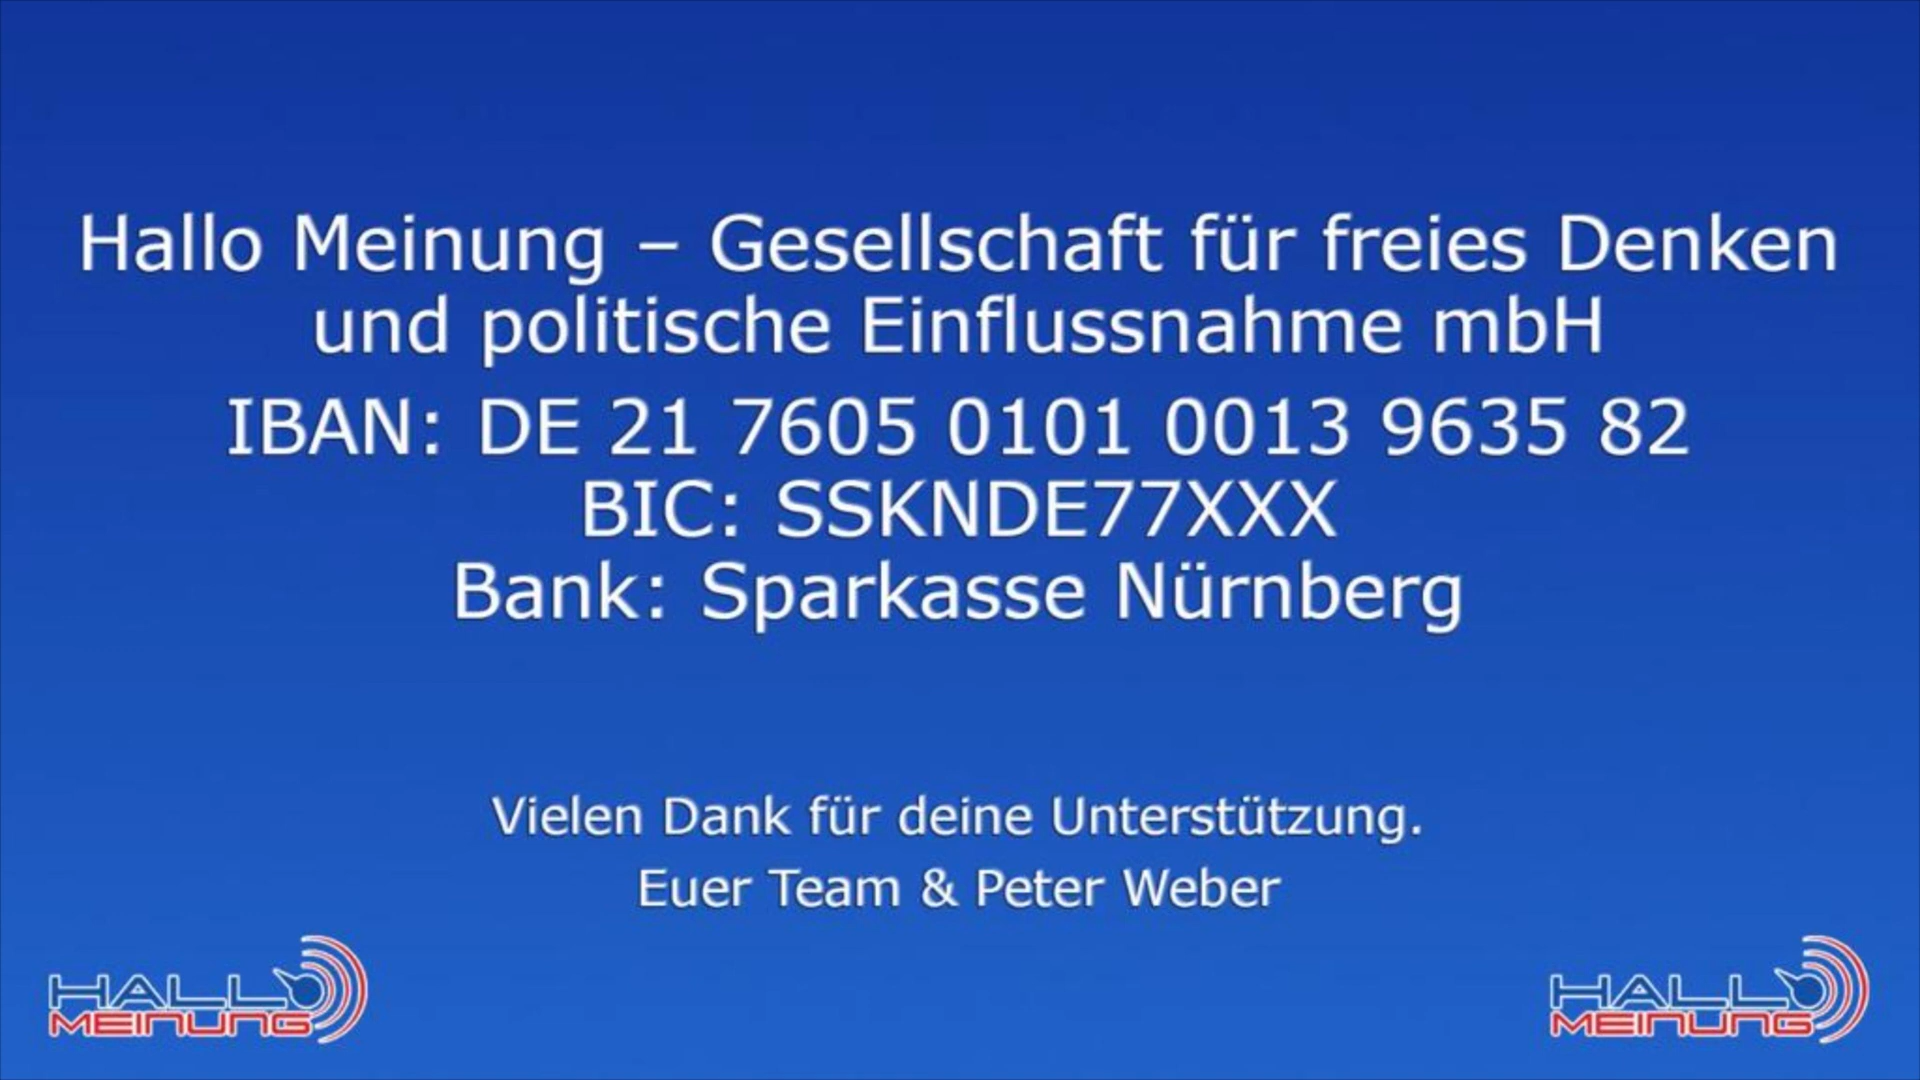 Hallo Meinung – Gesellschaft für freies Denken
und politische Einflussnahme mbH
IBAN: DE 21 7605 0101 0013 9635 82
BIC: SSKNDE77XXX
Bank: Sparkasse Nürnberg
Vielen Dank für deine Unterstützung.
Euer Team & Peter Weber
HALLO
MEINUNG
HALLO
MEINUNG